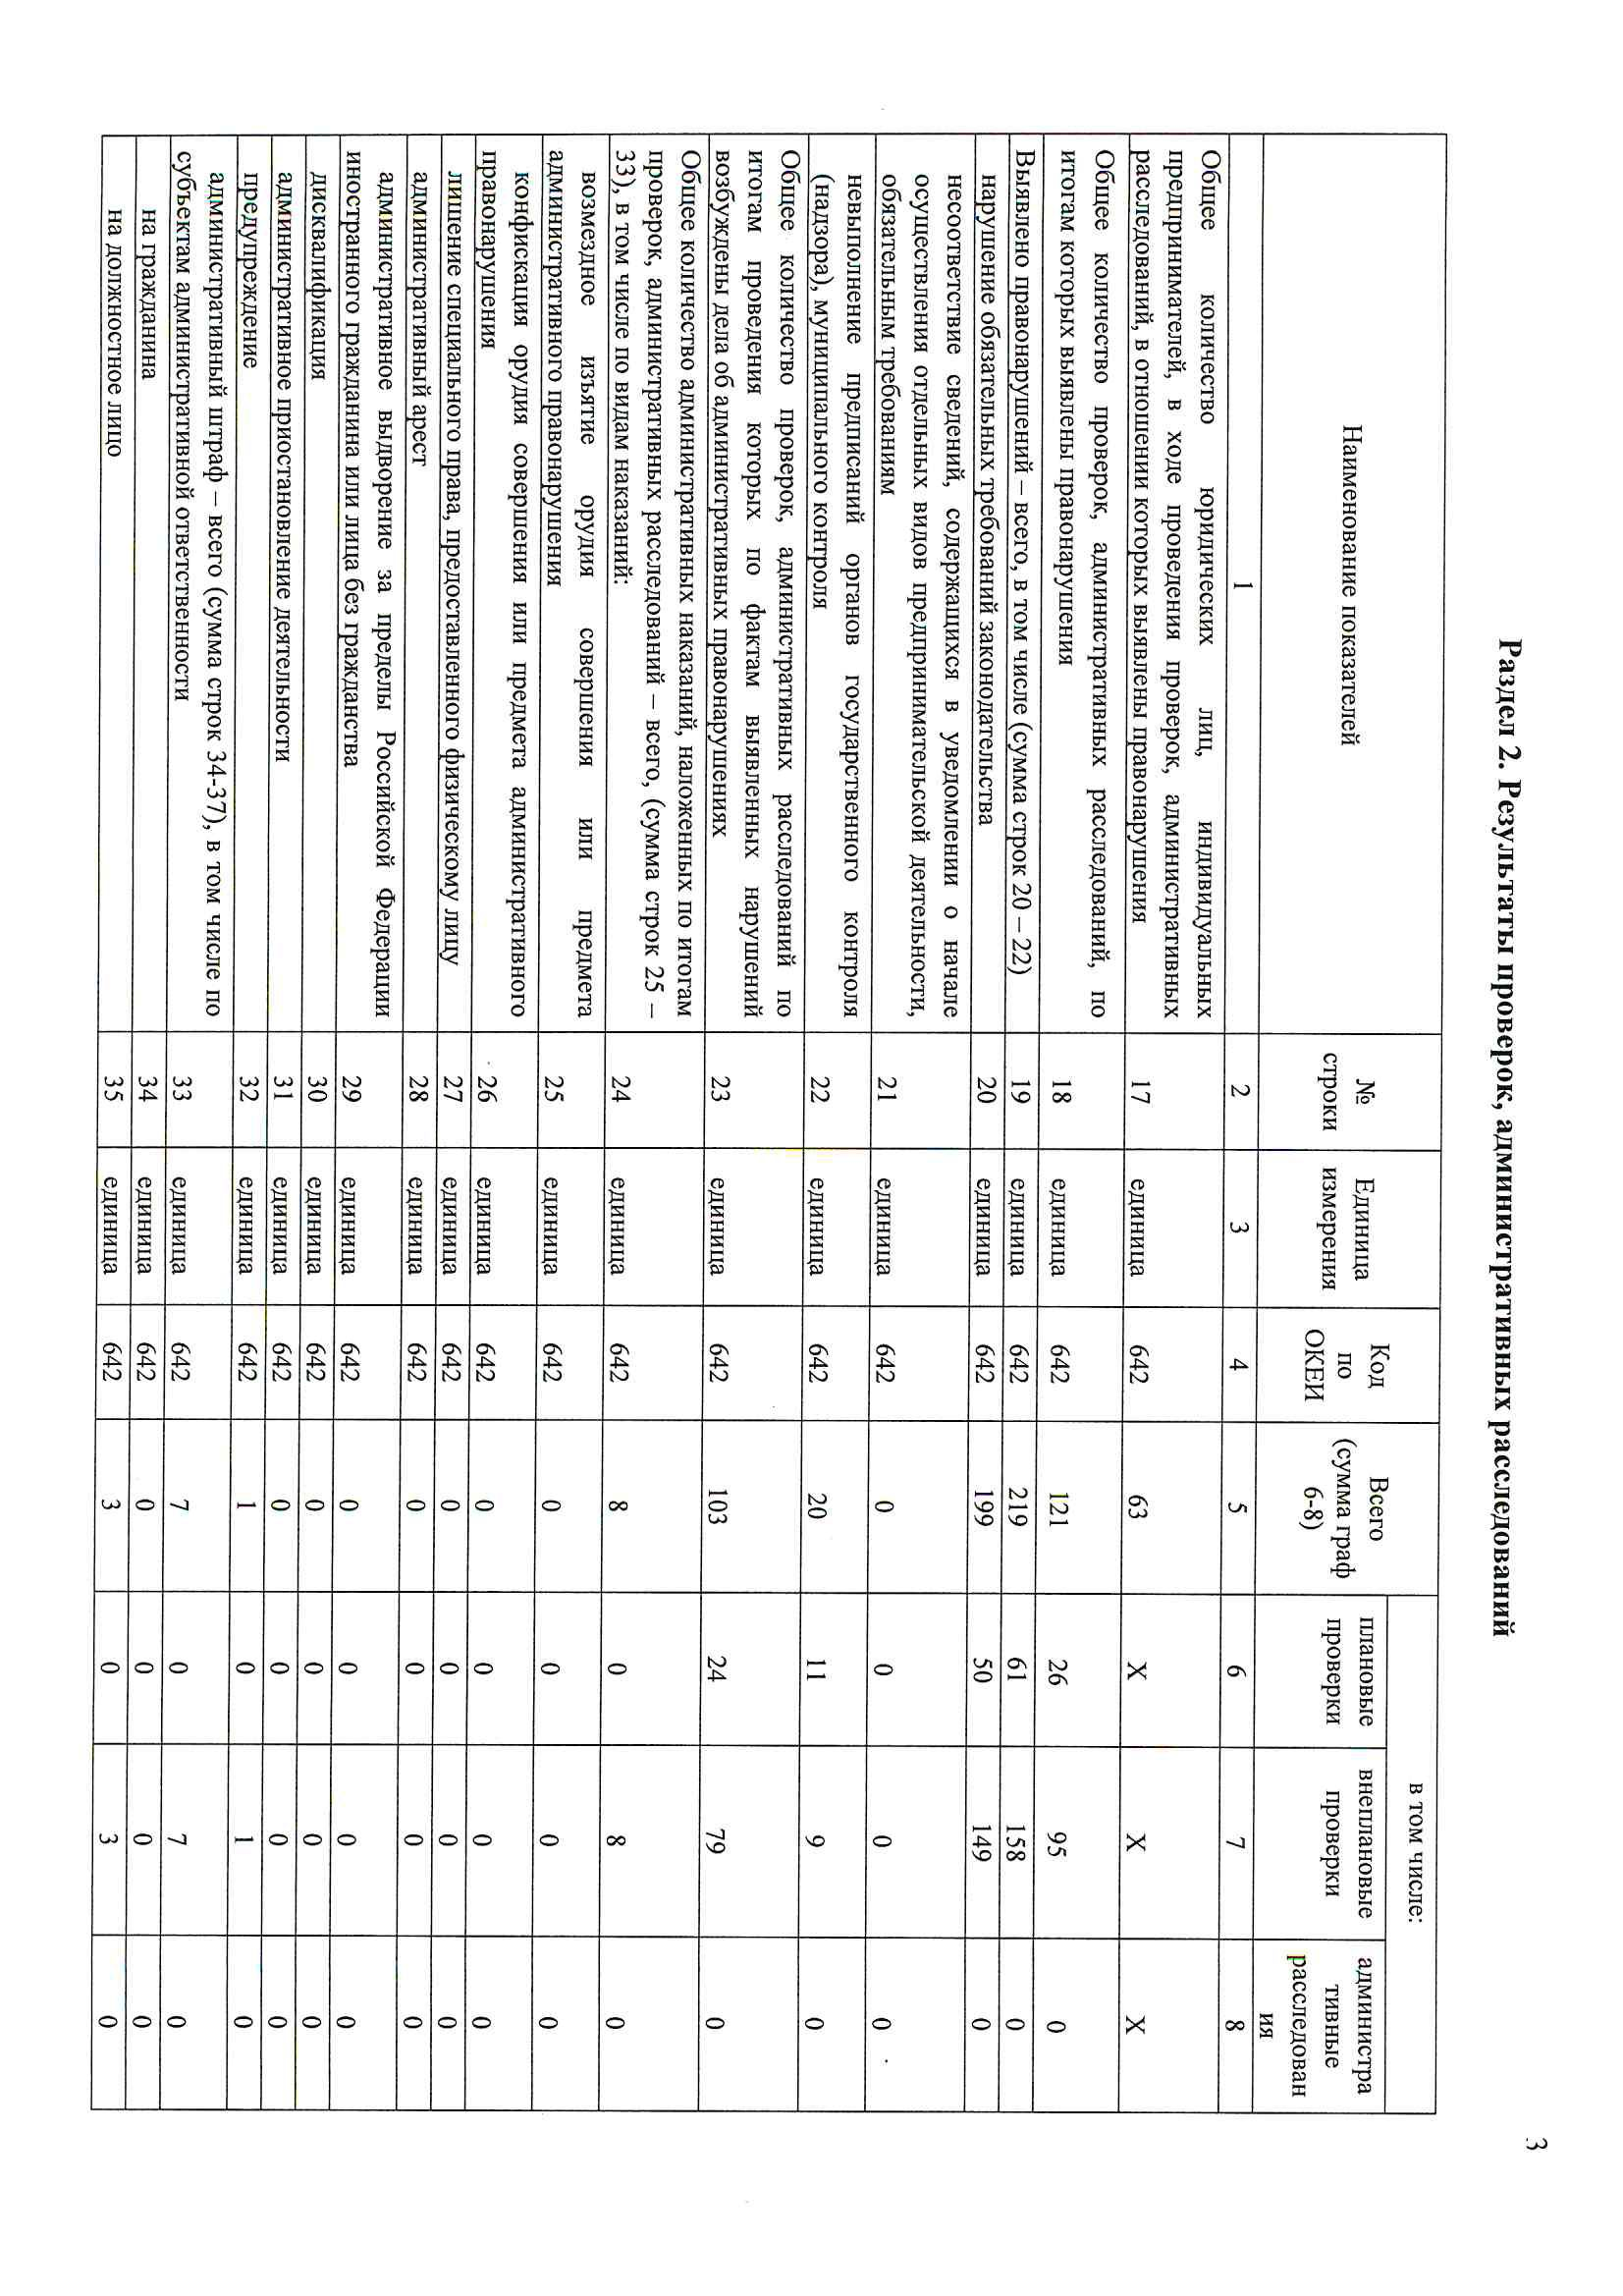 3
Раздел 2. Результаты проверок, административных расследований
Наименование показателей
№
строки
Единица
измерения
Код
по
ОКЕИ
Всего
(сумма граф
6-8)
в том числе:
плановые
проверки
внеплановые
проверки
администра
тивные
расследован
ия
1 2 3 4 5 6 7 8
Общее количество юридических лиц, индивидуальных
предпринимателей, в ходе проведения проверок, административных
расследований, в отношении которых выявлены правонарушения 17 единица 642 63 Х Х Х
Общее количество проверок, административных расследований, по
итогам которых выявлены правонарушения 18 единица 642 121 26 95 0
Выявлено правонарушений – всего, в том числе (сумма строк 20 – 22) 19 единица 642 219 61 158 0
нарушение обязательных требований законодательства 20 единица 642 199 50 149 0
несоответствие сведений, содержащихся в уведомлении о начале
осуществления отдельных видов предпринимательской деятельности,
обязательным требованиям 21 единица 642 0 0 0 0
невыполнение предписаний органов государственного контроля
(надзора), муниципального контроля 22 единица 642 20 11 9 0
Общее количество проверок, административных расследований по
итогам проведения которых по фактам выявленных нарушений
возбуждены дела об административных правонарушениях 23 единица 642 103 24 79 0
Общее количество административных наказаний, наложенных по итогам
проверок, административных расследований – всего, (сумма строк 25 –
33), в том числе по видам наказаний: 24 единица 642 8 0 8 0
возмездное изъятие орудия совершения или предмета
административного правонарушения 25 единица 642 0 0 0 0
конфискация орудия совершения или предмета административного
правонарушения 26 единица 642 0 0 0 0
лишение специального права, предоставленного физическому лицу 27 единица 642 0 0 0 0
административный арест 28 единица 642 0 0 0 0
административное выдворение за пределы Российской Федерации
иностранного гражданина или лица без гражданства 29 единица 642 0 0 0 0
дисквалификация 30 единица 642 0 0 0 0
административное приостановление деятельности 31 единица 642 0 0 0 0
предупреждение 32 единица 642 1 0 1 0
административный штраф – всего (сумма строк 34-37), в том числе по
субъектам административной ответственности 33 единица 642 7 0 7 0
на гражданина 34 единица 642 0 0 0 0
на должностное лицо 35 единица 642 3 0 3 0